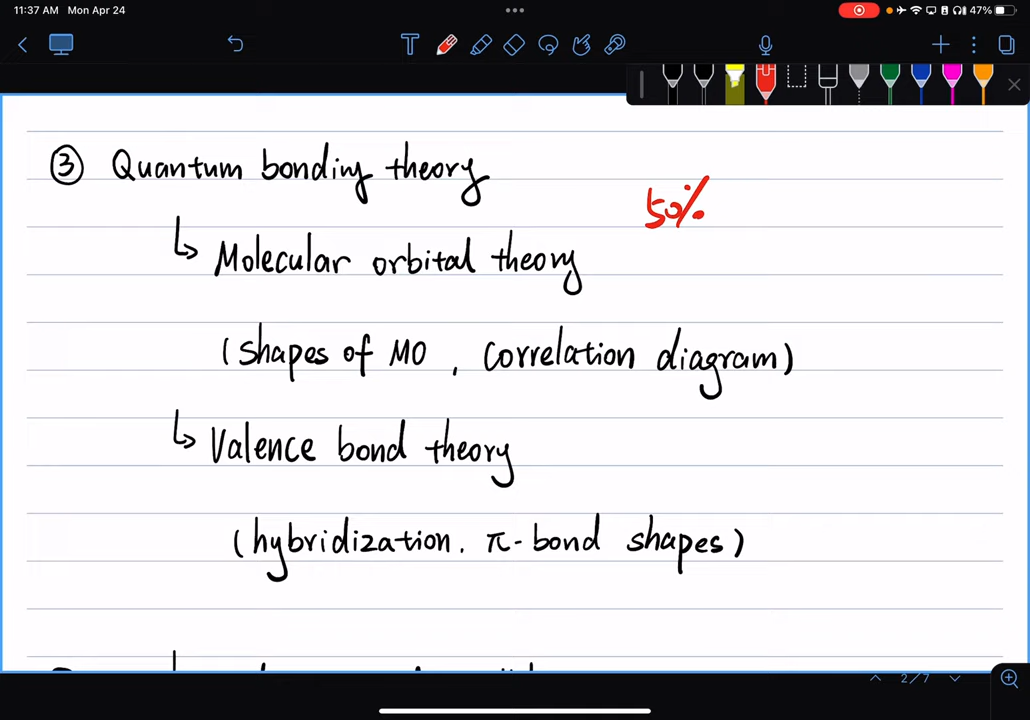 11:37 AM Mon Apr 24
47%
T
③ Quantum bonding theory
50%
↳ Molecular orbital theory
(shapes of MO, correlation diagram)
↳ Valence bond theory
(hybridization, π-bond shapes)
2/7